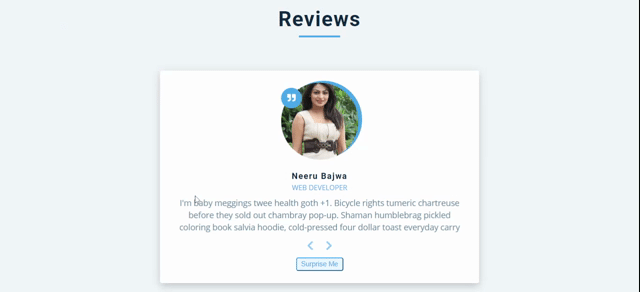 Reviews
Neeru Bajwa
WEB DEVELOPER
I'm baby meggings twee health goth +1. Bicycle rights tumeric chartreuse
before they sold out chambray pop-up. Shaman humblebrag pickled
coloring book salvia hoodie, cold-pressed four dollar toast everyday carry
Surprise Me